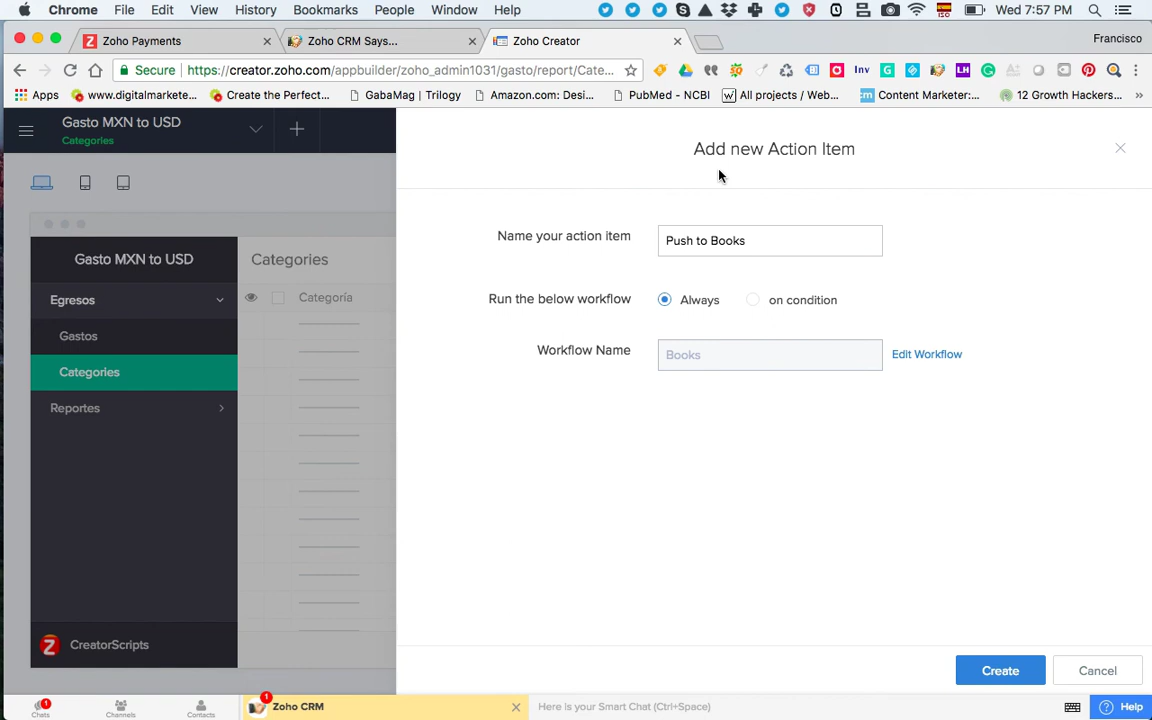 Chrome File Edit View History Bookmarks People Window Help ISO Wed 7:57 PM
Zoho Payments Zoho CRM Says... Zoho Creator Francisco
Secure https://creator.zoho.com/appbuilder/zoho_admin1031/gasto/report/Cate... Inv LH
Apps www.digitalmarkete... Create the Perfect... GabaMag | Trilogy Amazon.com: Desi... PubMed - NCBI All projects / Web... Content Marketer:... 12 Growth Hackers... »
Gasto MXN to USD
Categories
Add new Action Item
Name your action item Push to Books
Gasto MXN to USD Categories
Egresos Categoría Run the below workflow Always on condition
Gastos
Workflow Name Books Edit Workflow
Categories
Reportes
CreatorScripts
Create Cancel
Chats 1 Channels Contacts 1 Zoho CRM Here is your Smart Chat (Ctrl+Space) Help